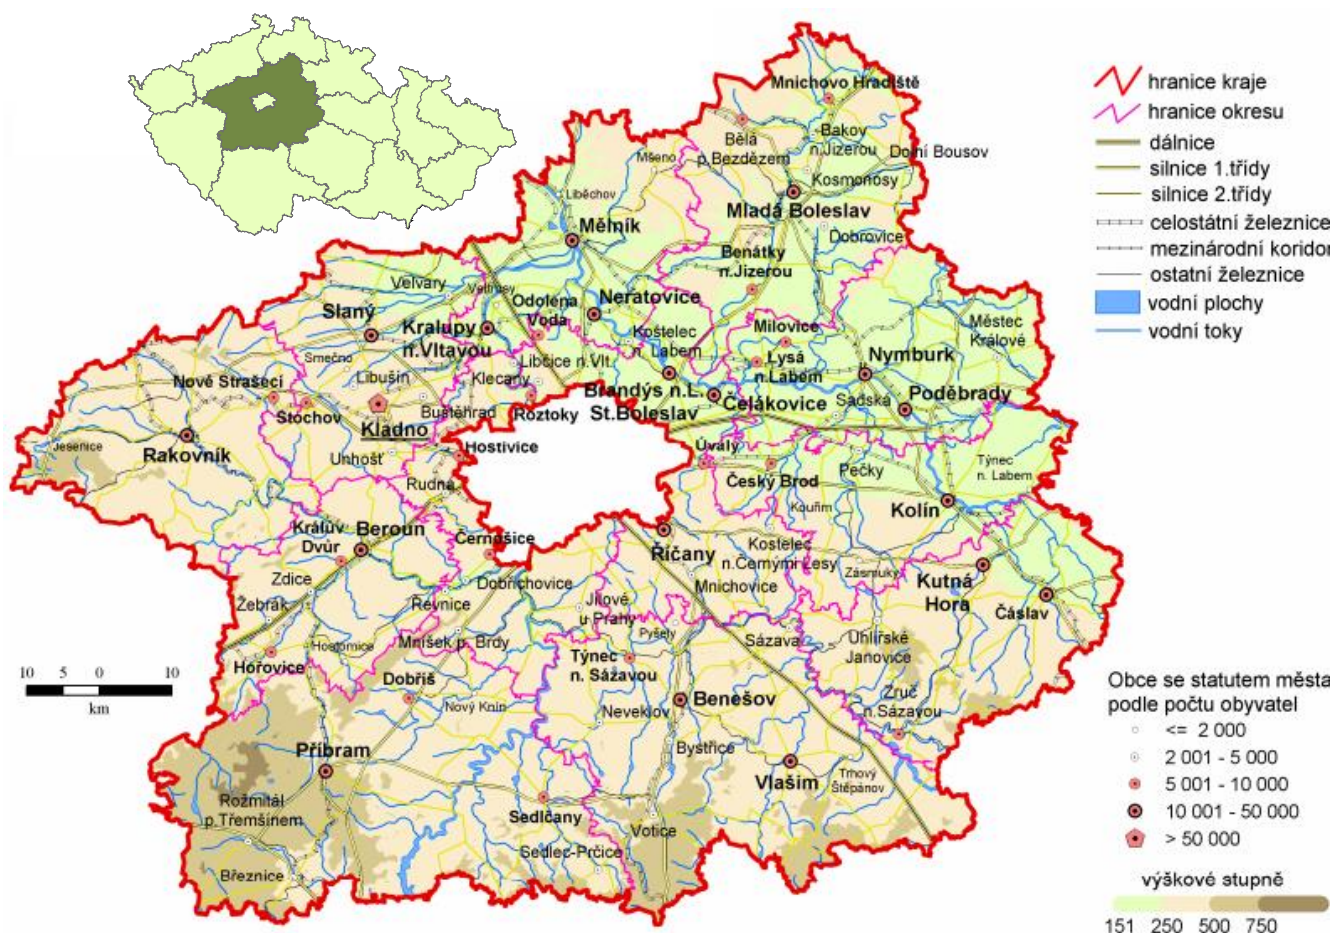 Mnichovo Hradiště
Bělá
p.Bezdězem
Bakov
n.Jizerou
Dolní Bousov
Mšeno
Kosmonosy
Liběchov
Mladá Boleslav
Mělník
Dobrovice
Benátky
n.Jizerou
Velvary
Veltrusy
Odolena
Voda
Neratovice
Slaný
Kralupy
n.Vltavou
Kostelec
n. Labem
Milovice
Městec
Králové
Smečno
Libčice n.Vlt.
Lysá
n.Labem
Nymburk
Nové Strašecí
Libušín
Klecany
Brandýs n.L.
St.Boleslav
Čelákovice
Sadská
Poděbrady
Stochov
Buštěhrad
Roztoky
Kladno
Hostivice
Jesenice
Rakovník
Unhošť
Úvaly
Pečky
Týnec
n. Labem
Rudná
Český Brod
Kouřim
Kolín
Králův
Dvůr
Beroun
Černošice
Říčany
Kostelec
n.Černými Lesy
Zásmuky
Kutná
Hora
Čáslav
Zdice
Dobřichovice
Mnichovice
Žebrák
Řevnice
Jílové
u Prahy
Pyšely
Sázava
Uhlířské
Janovice
Hostomice
Mníšek p. Brdy
Hořovice
Týnec
n. Sázavou
Dobříš
Nový Knín
Neveklov
Benešov
Zruč
n.Sázavou
Příbram
Bystřice
Vlašim
Trhový
Štěpánov
Rožmitál
p.Třemšínem
Sedlčany
Votice
Sedlec-Prčice
Březnice
10 5 0 10
km
hranice kraje
hranice okresu
dálnice
silnice 1.třídy
silnice 2.třídy
celostátní železnice
mezinárodní koridor
ostatní železnice
vodní plochy
vodní toky
Obce se statutem města
podle počtu obyvatel
<= 2 000
2 001 - 5 000
5 001 - 10 000
10 001 - 50 000
> 50 000
výškové stupně
151 250 500 750